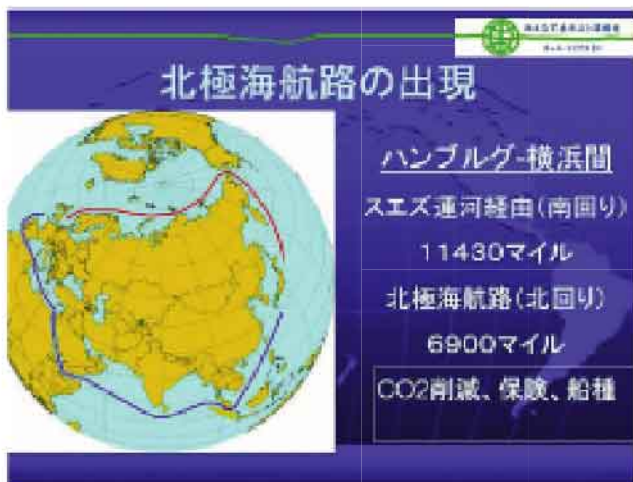 北極海航路の出現
ハンブルグ-横浜間
スエズ運河経由(南回り)
11430マイル
北極海航路(北回り)
6900マイル
CO2削減、保険、船種